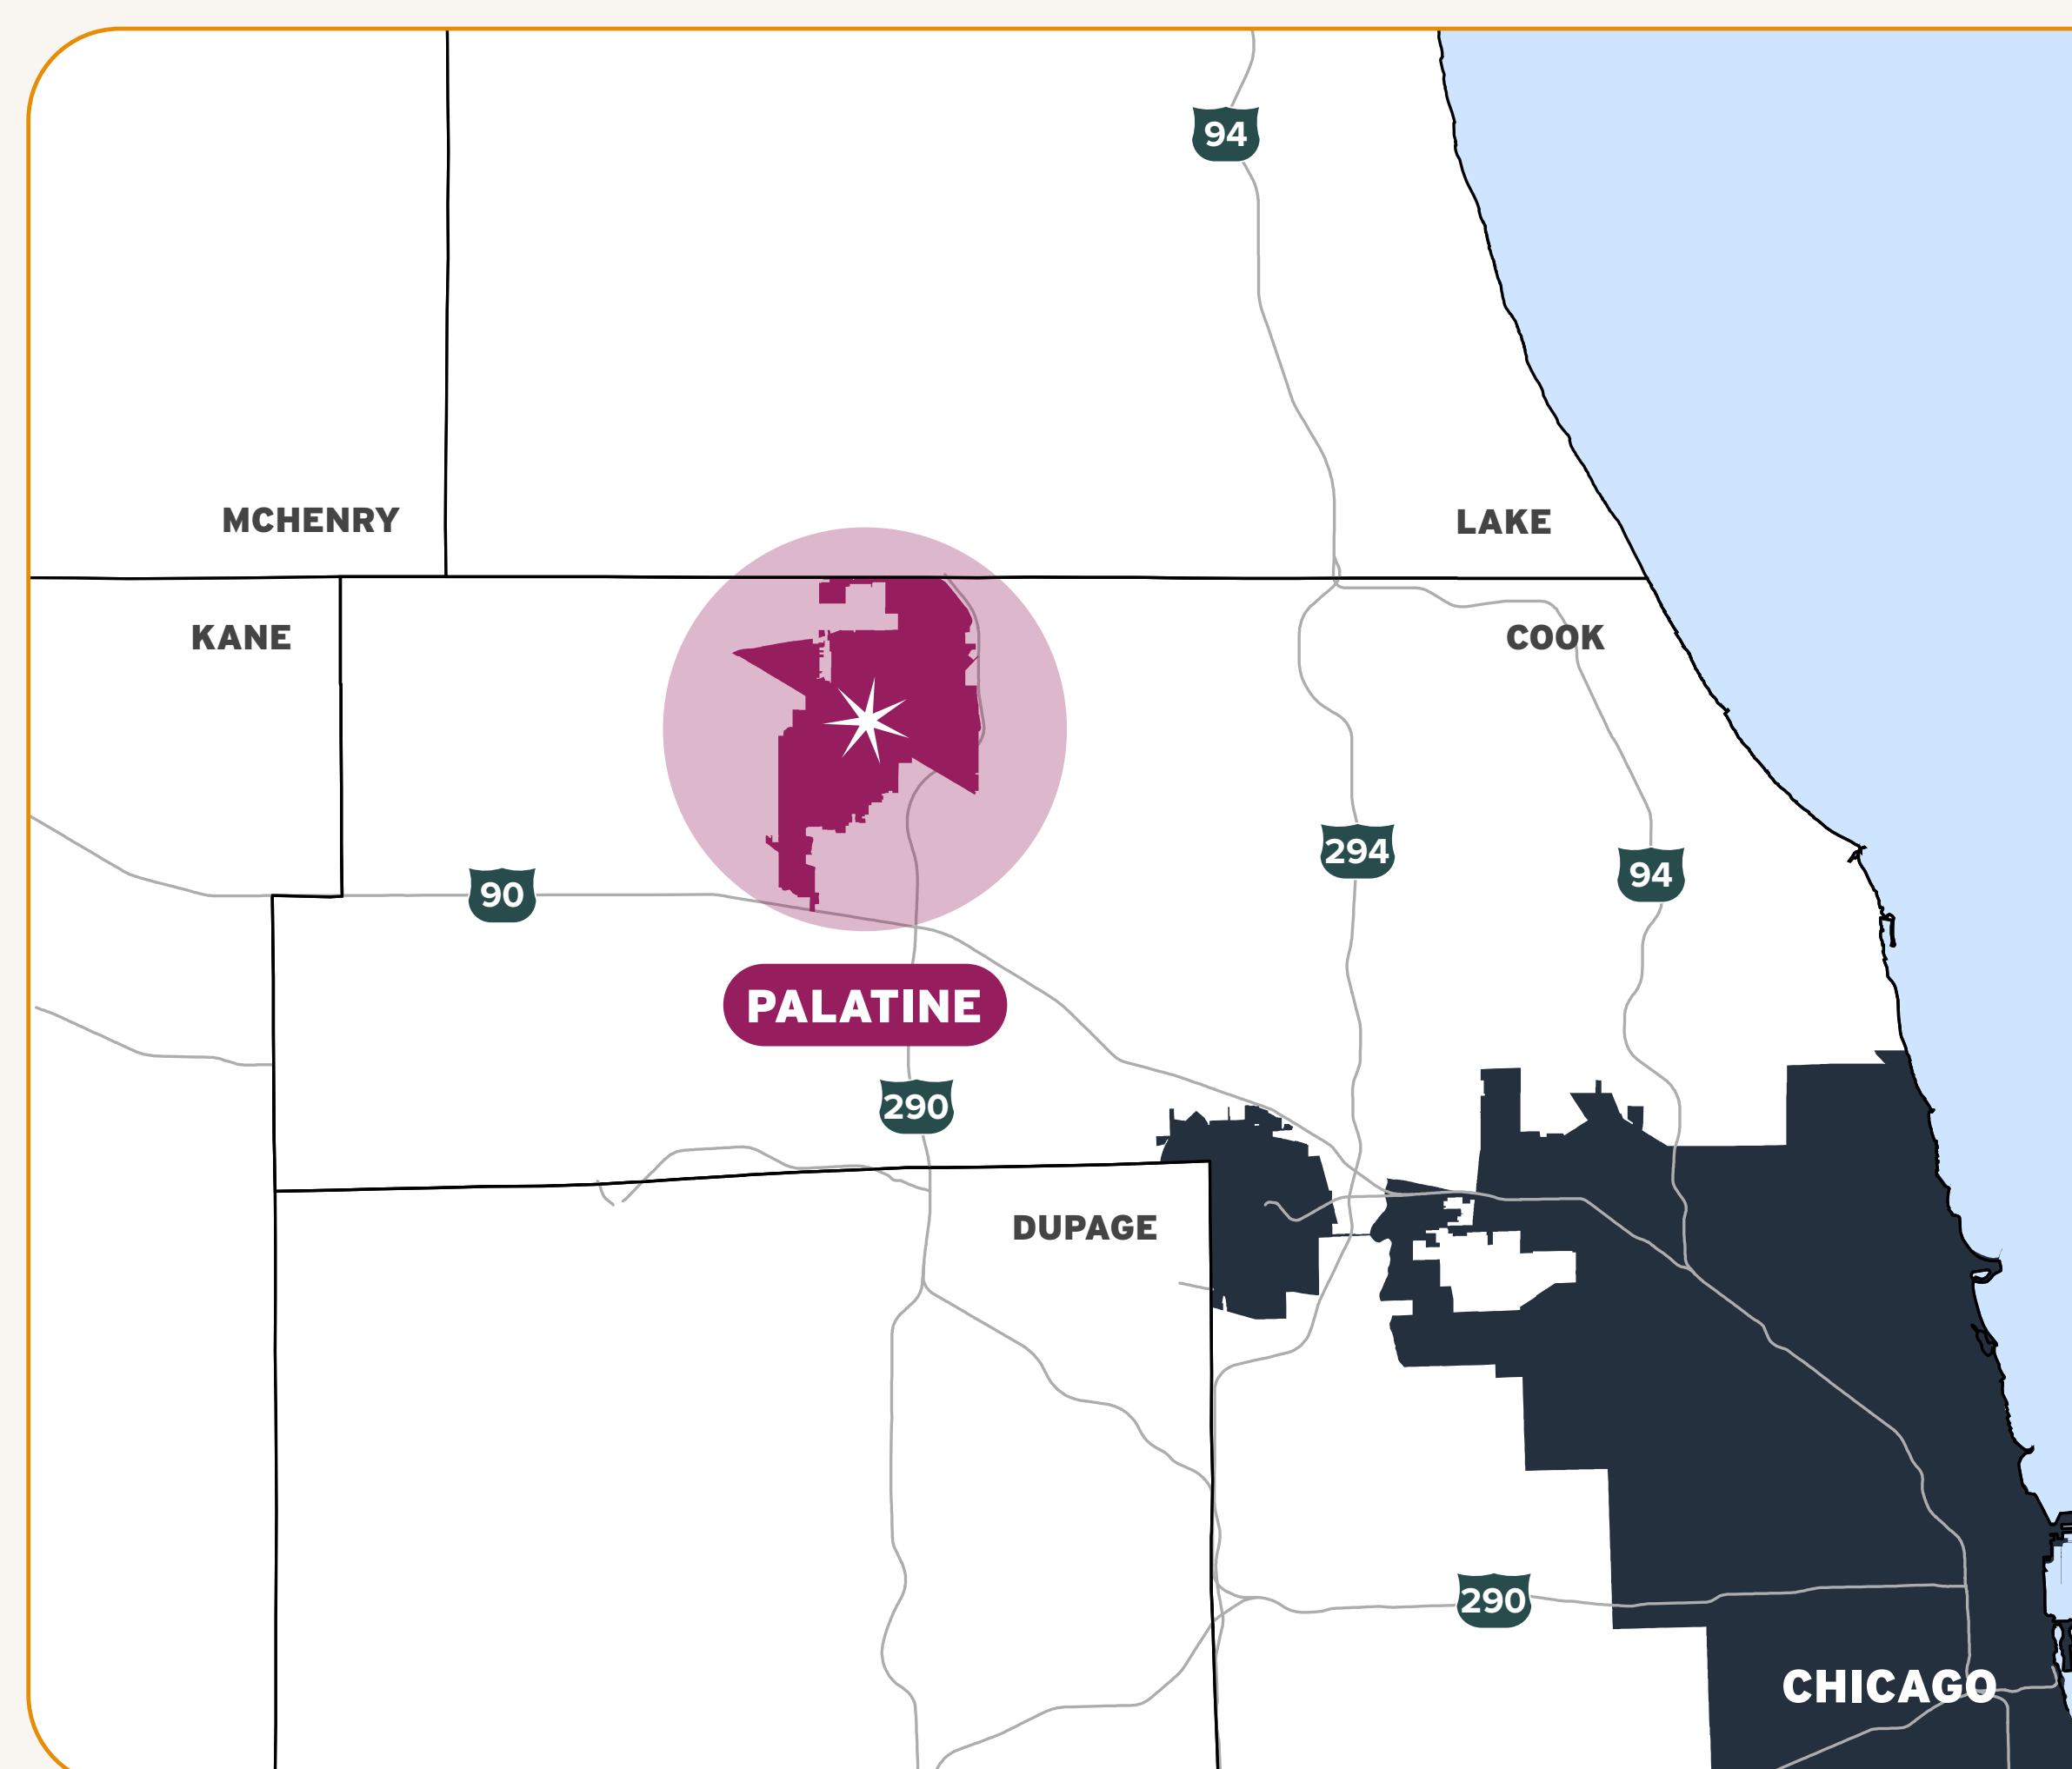 94
MCHENRY
LAKE
KANE
COOK
294
94
90
PALATINE
290
DUPAGE
290
CHICAGO